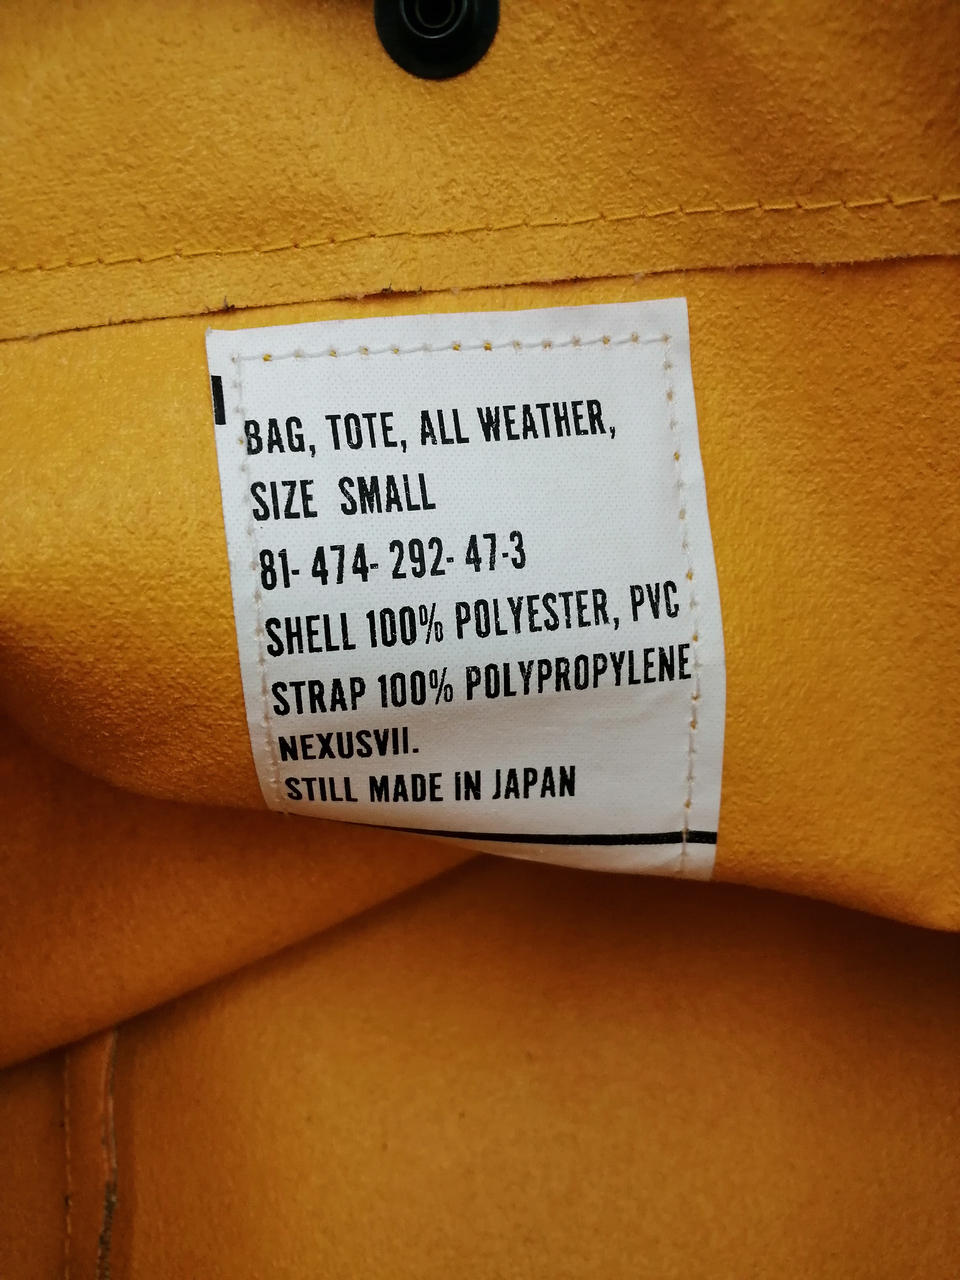 BAG, TOTE, ALL WEATHER,
SIZE SMALL
81-474-292-47-3
SHELL 100% POLYESTER, PVC
STRAP 100% POLYPROPYLENE
NEXUSVII.
STILL MADE IN JAPAN